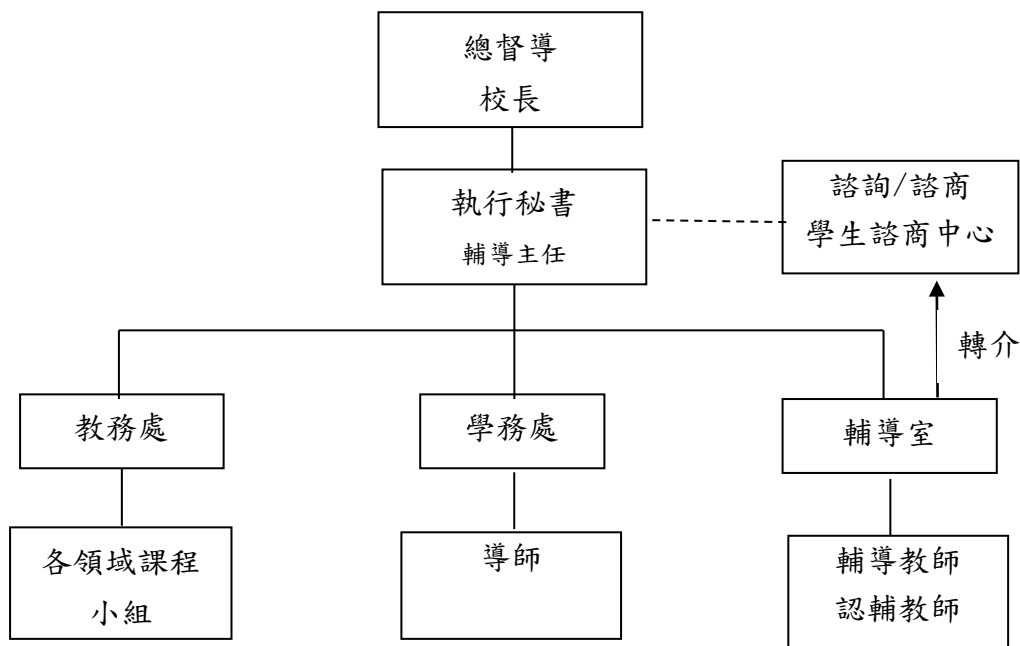 總督導
校長
執行秘書
輔導主任
諮詢/諮商
學生諮商中心
轉介
教務處
學務處
輔導室
各領域課程
小組
導師
輔導教師
認輔教師